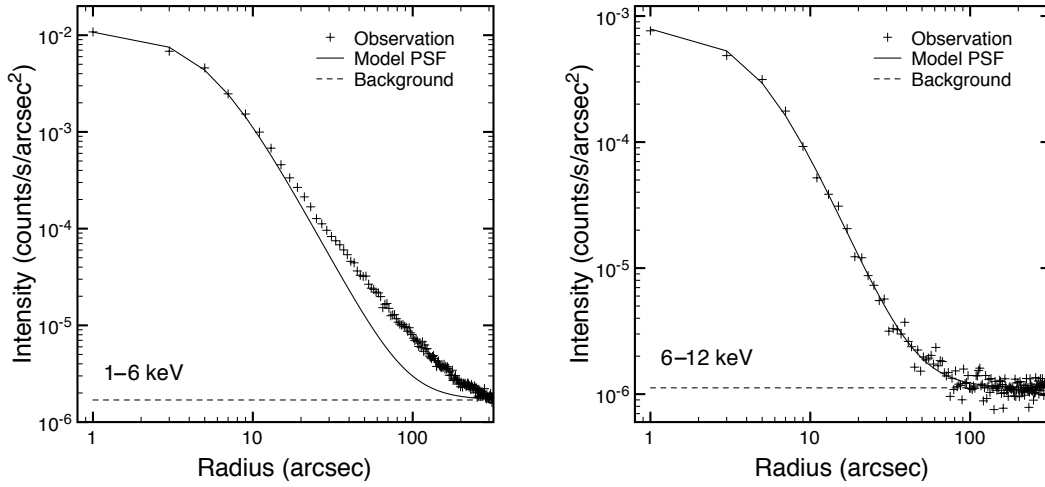 10⁻²
10⁻³
10⁻⁴
10⁻⁵
10⁻⁶
Intensity (counts/s/arcsec²)
Observation
Model PSF
Background
1–6 keV
1
10
100
Radius (arcsec)
10⁻³
10⁻⁴
10⁻⁵
10⁻⁶
Intensity (counts/s/arcsec²)
Observation
Model PSF
Background
6–12 keV
1
10
100
Radius (arcsec)